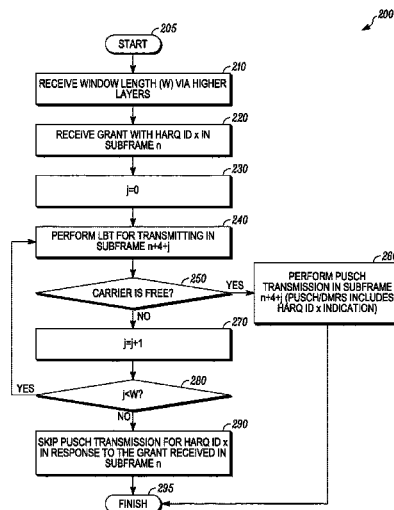 200
205
START
210
RECEIVE WINDOW LENGTH (W) VIA HIGHER
LAYERS
220
RECEIVE GRANT WITH HARQ ID x IN
SUBFRAME n
230
j=0
240
PERFORM LBT FOR TRANSMITTING IN
SUBFRAME n+4+j
250
CARRIER IS FREE?
YES
NO
260
PERFORM PUSCH
TRANSMISSION IN SUBFRAME
n+4+j (PUSCH/DMRS INCLUDES
HARQ ID x INDICATION)
270
j=j+1
280
j<W?
YES
NO
290
SKIP PUSCH TRANSMISSION FOR HARQ ID x
IN RESPONSE TO THE GRANT RECEIVED IN
SUBFRAME n
295
FINISH